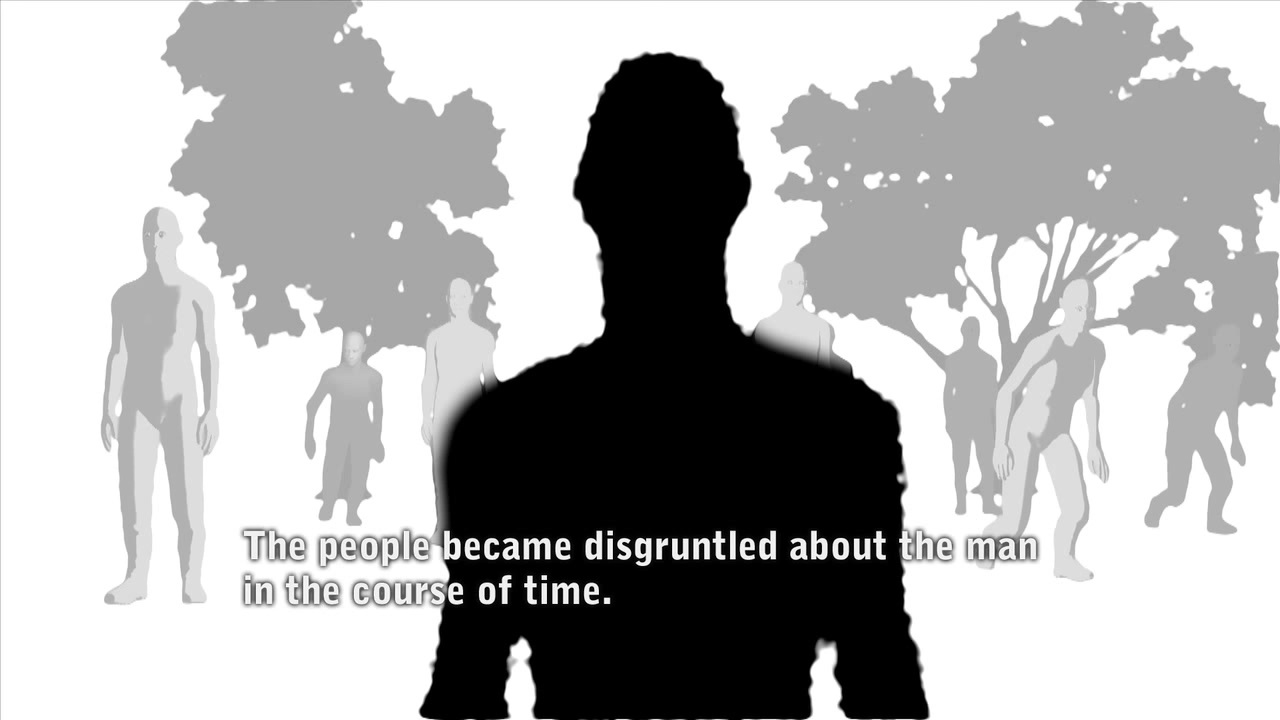 The people became disgruntled about the man
in the course of time.